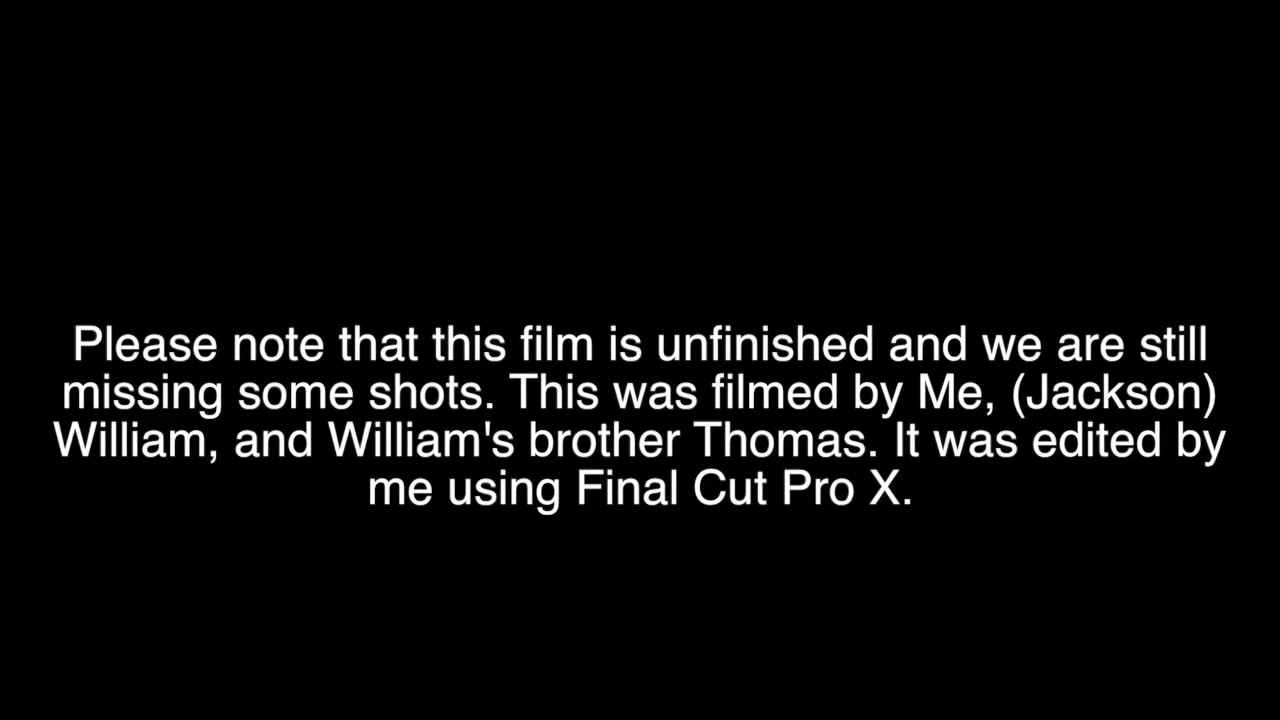 Please note that this film is unfinished and we are still
missing some shots. This was filmed by Me, (Jackson)
William, and William's brother Thomas. It was edited by
me using Final Cut Pro X.